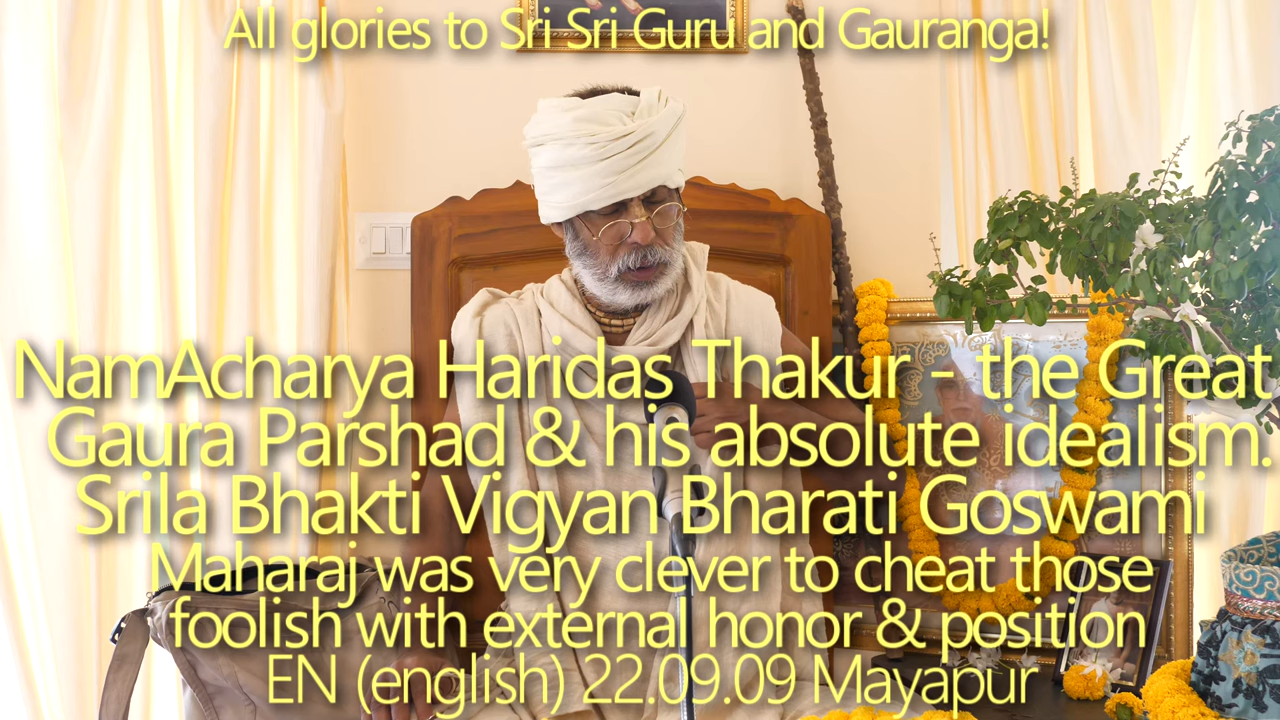 All glories to Sri Sri Guru and Gauranga!
NamAcharya Haridas Thakur - the Great
Gaura Parshad & his absolute idealism.
Srila Bhakti Vigyan Bharati Goswami
Maharaj was very clever to cheat those
foolish with external honor & position
EN (english) 22.09.09 Mayapur